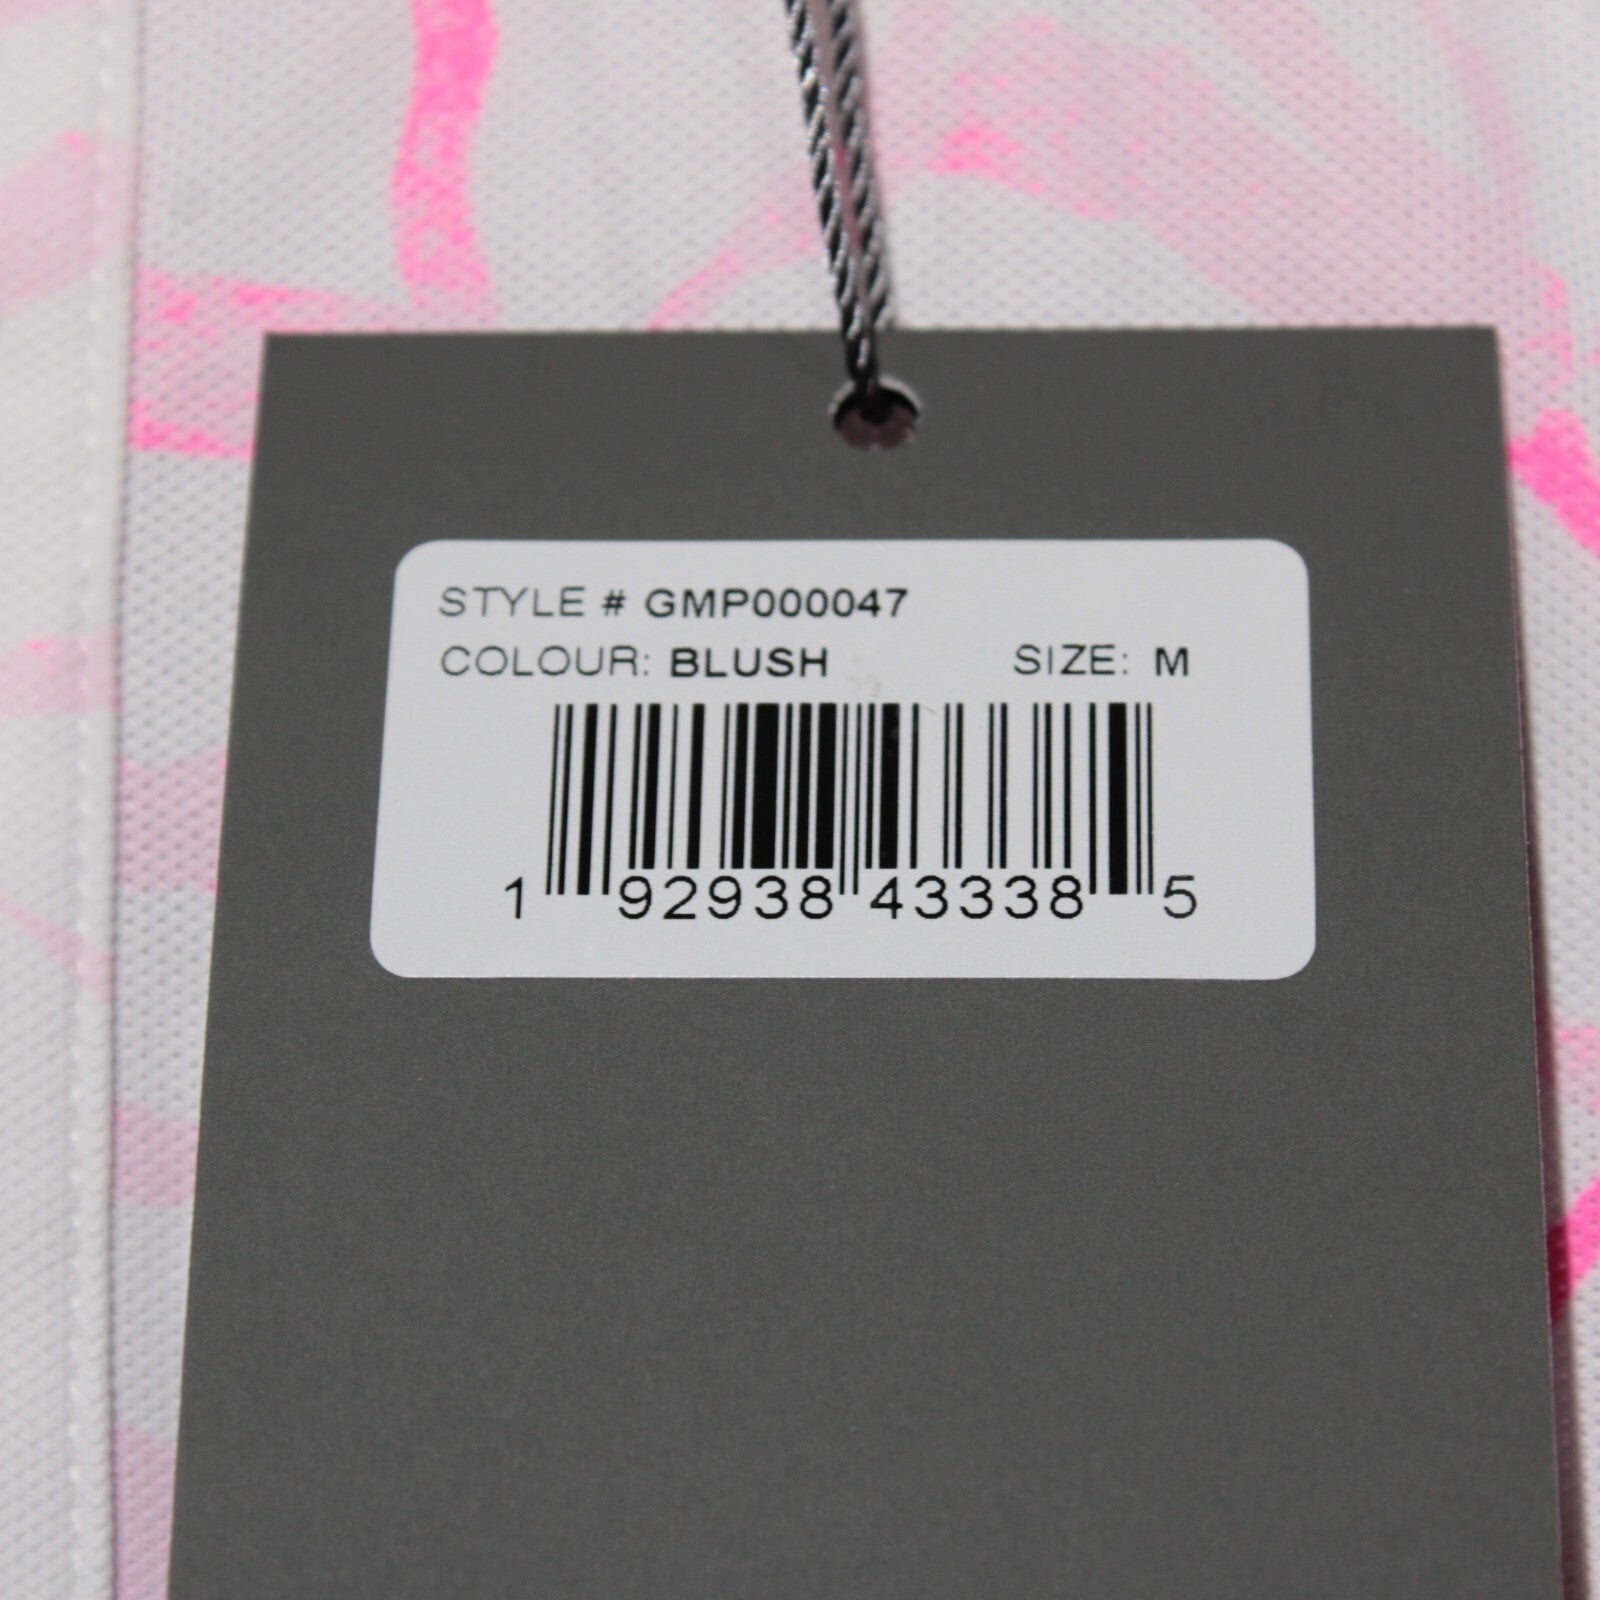 STYLE # GMP000047
COLOUR: BLUSH SIZE: M
1 92938 43338 5